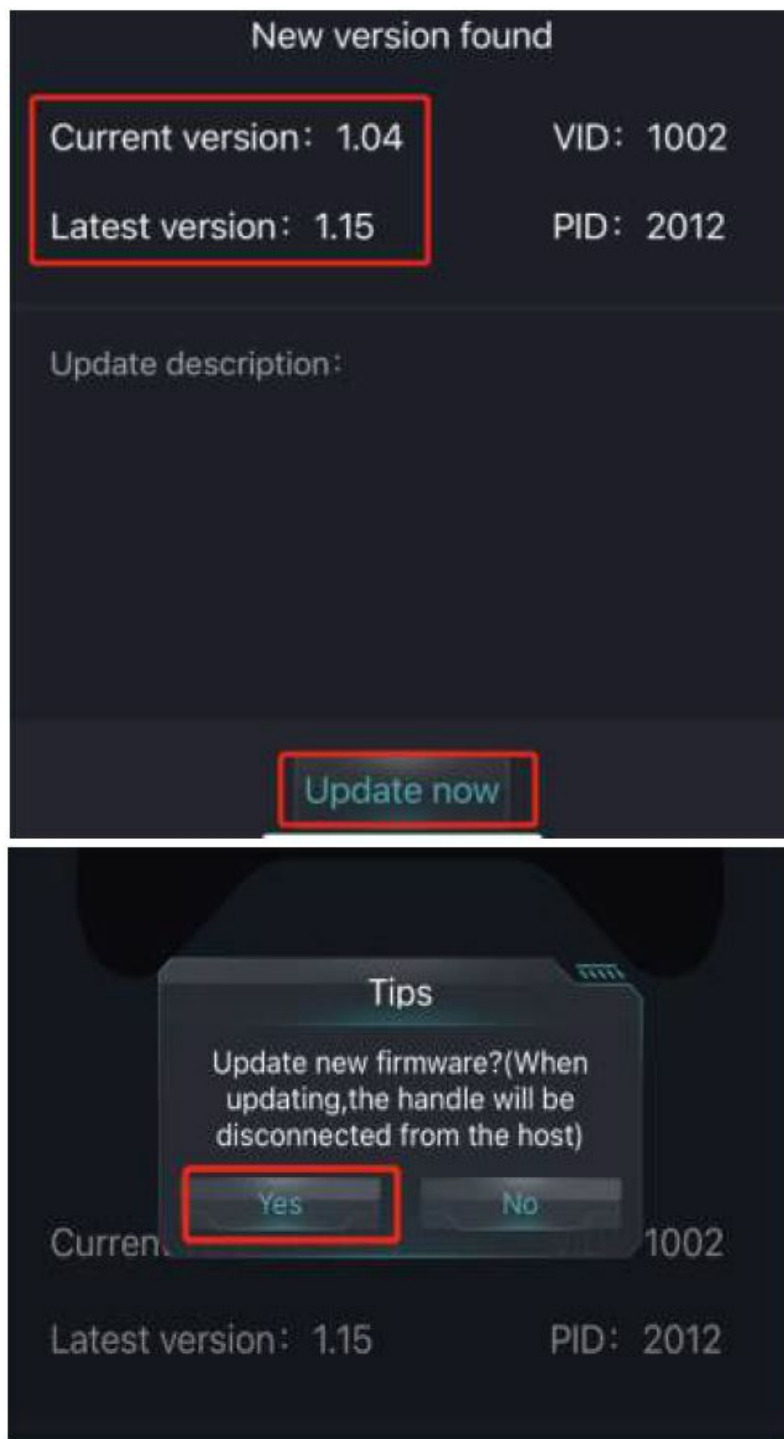 New version found
Current version： 1.04 VID： 1002
Latest version： 1.15 PID： 2012
Update description：
Update now
Tips
Update new firmware?(When
updating,the handle will be
disconnected from the host)
Yes No
Curren 1002
Latest version： 1.15 PID： 2012